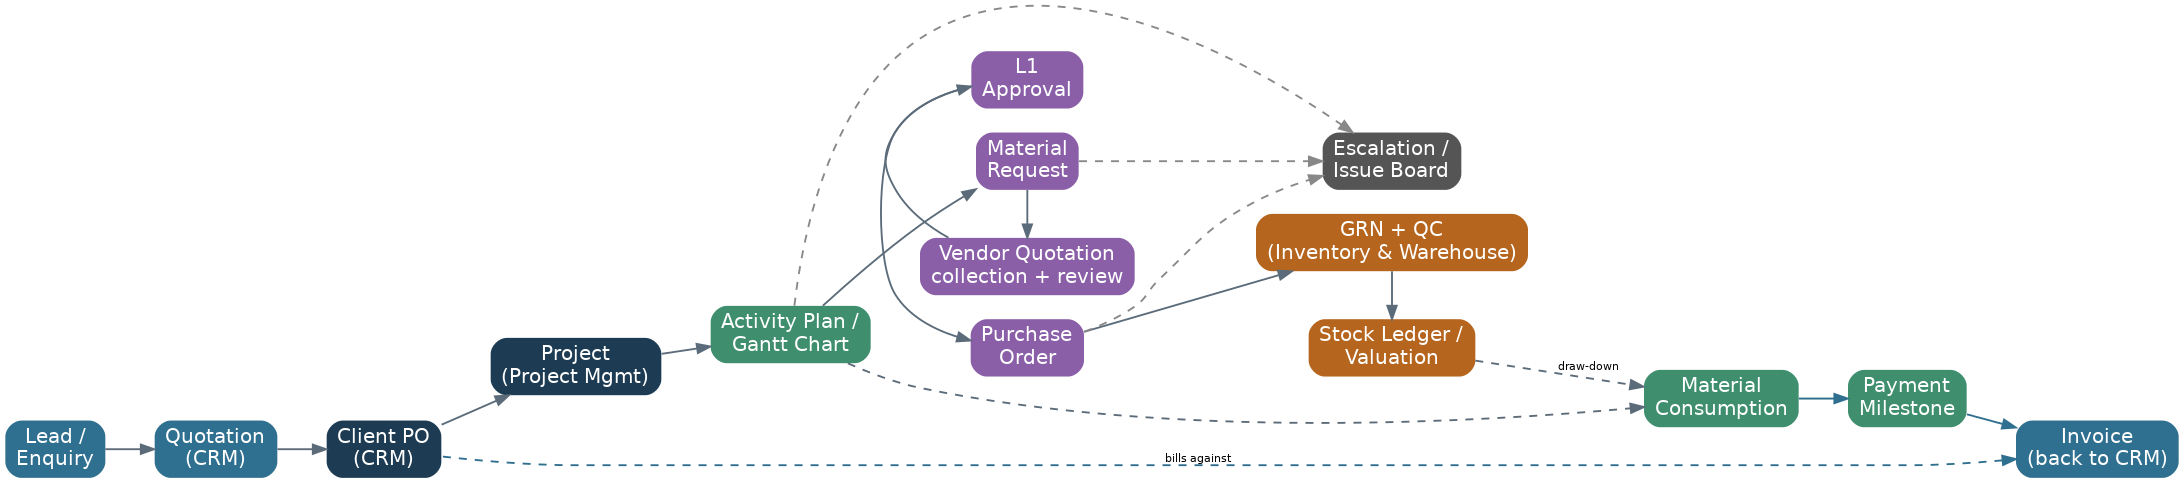 L1
Approval
Material
Request
Escalation /
Issue Board
GRN + QC
(Inventory & Warehouse)
Vendor Quotation
collection + review
Activity Plan /
Gantt Chart
Purchase
Order
Stock Ledger /
Valuation
Project
(Project Mgmt)
draw-down
Material
Consumption
Payment
Milestone
Lead /
Enquiry
Quotation
(CRM)
Client PO
(CRM)
bills against
Invoice
(back to CRM)